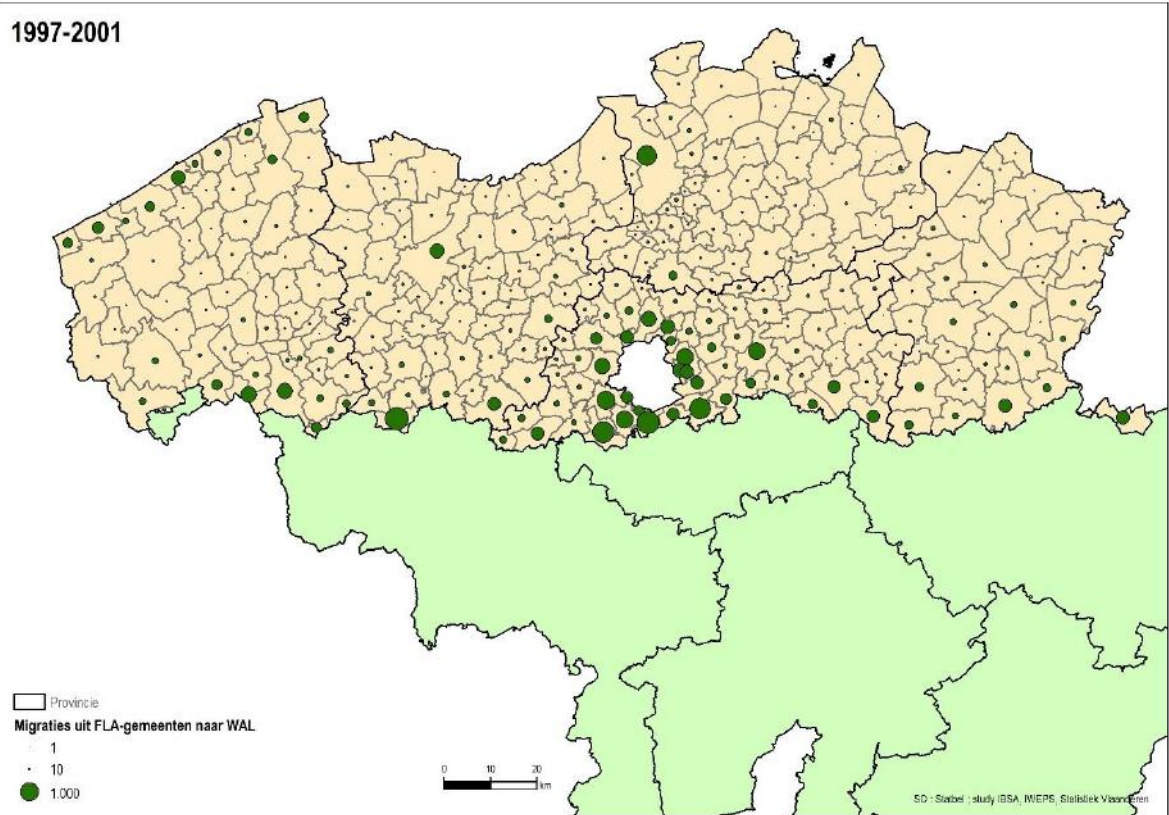 1997-2001
Provincie
Migraties uit FLA-gemeenten naar WAL
1
10
1.000
0 10 20
km
SD : Statbel ; study IBSA, IWEPS, Statistiek Vlaanderen